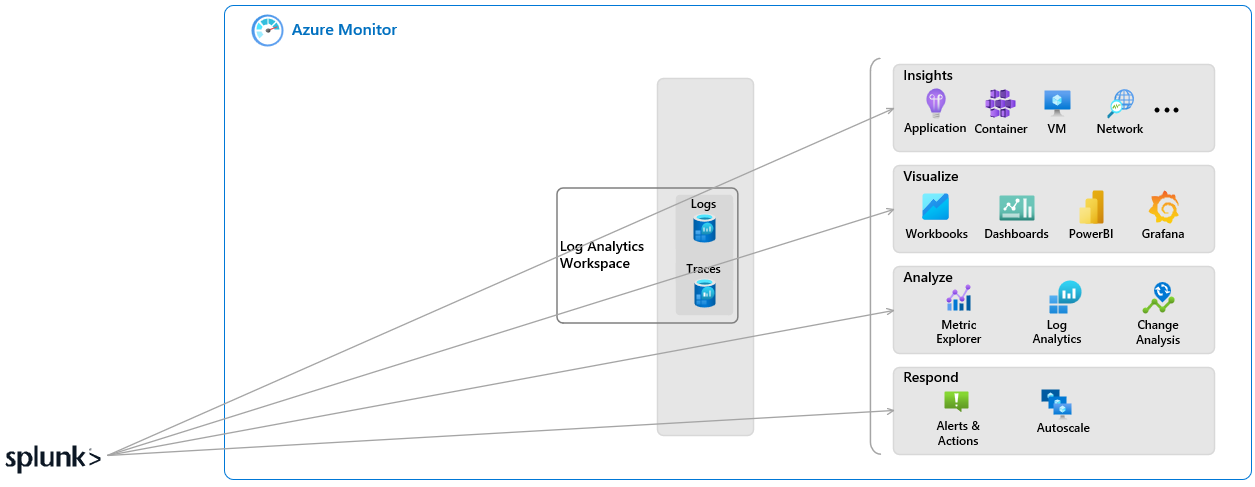 Azure Monitor
Insights
Application
Container
VM
Network
...
Visualize
Workbooks
Dashboards
PowerBI
Grafana
Logs
Log Analytics
Workspace
Traces
Analyze
Metric
Explorer
Log
Analytics
Change
Analysis
Respond
Alerts &
Actions
Autoscale
splunk>